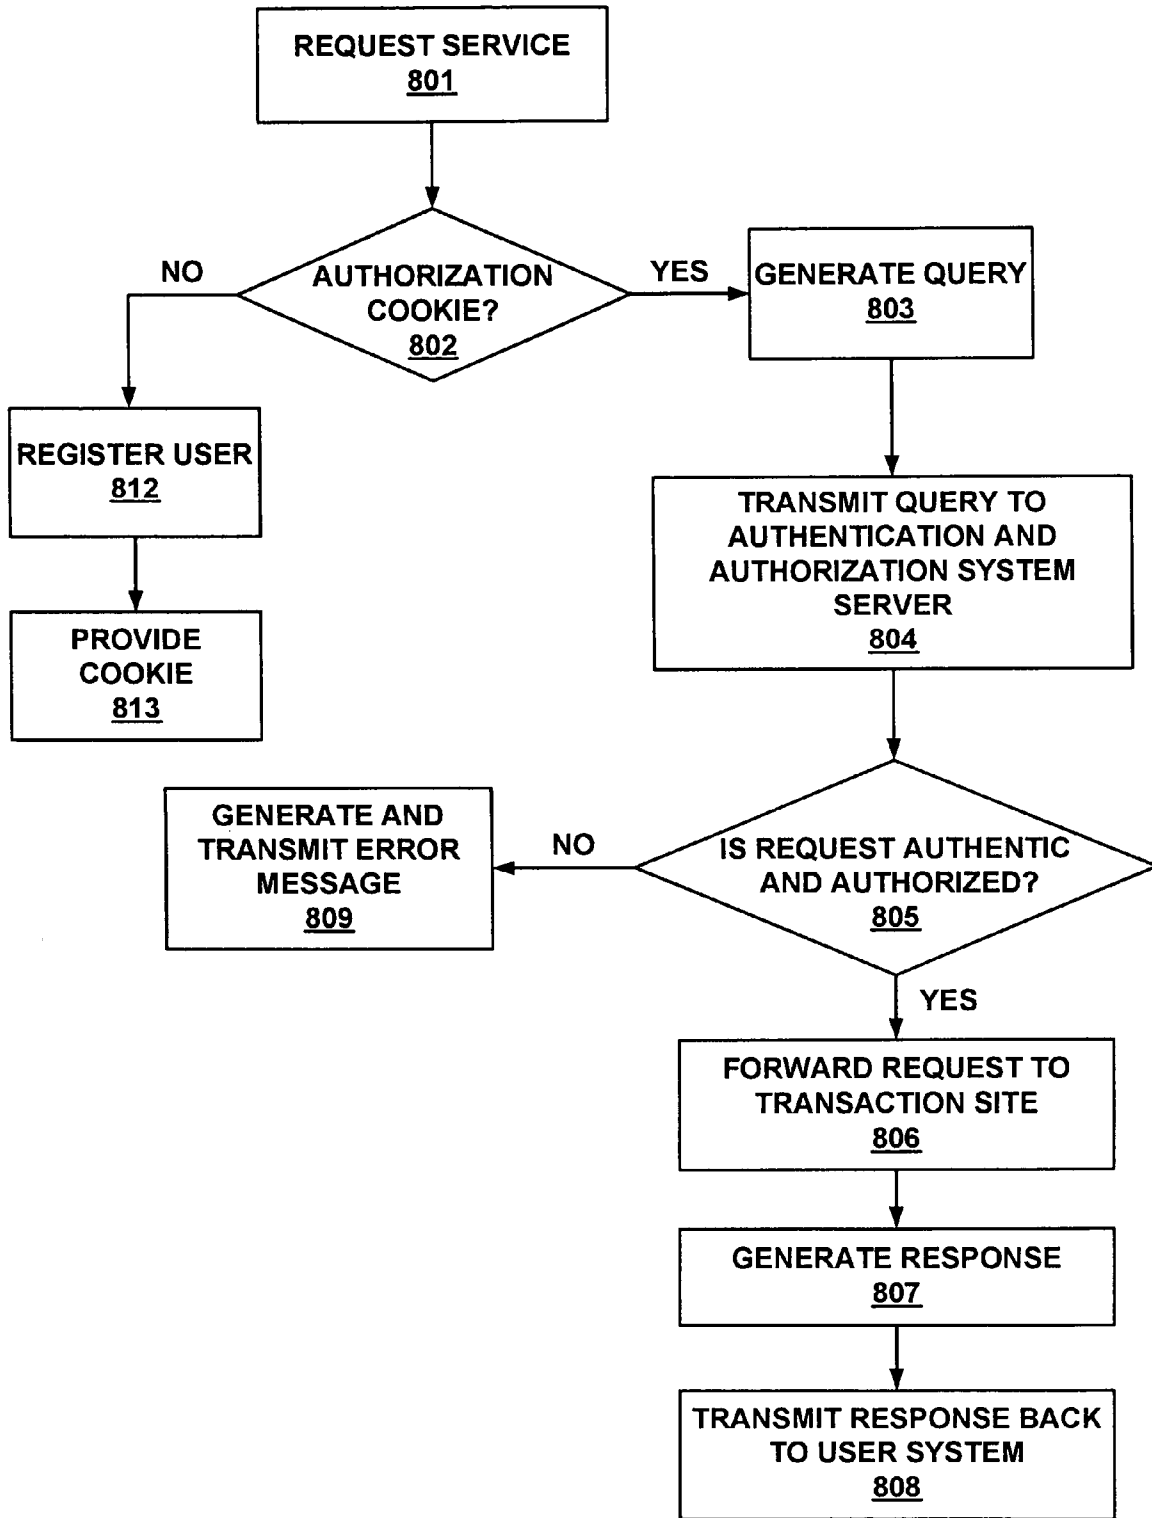 REQUEST SERVICE
801
AUTHORIZATION
COOKIE?
802
NO
YES
GENERATE QUERY
803
REGISTER USER
812
PROVIDE
COOKIE
813
TRANSMIT QUERY TO
AUTHENTICATION AND
AUTHORIZATION SYSTEM
SERVER
804
IS REQUEST AUTHENTIC
AND AUTHORIZED?
805
NO
GENERATE AND
TRANSMIT ERROR
MESSAGE
809
YES
FORWARD REQUEST TO
TRANSACTION SITE
806
GENERATE RESPONSE
807
TRANSMIT RESPONSE BACK
TO USER SYSTEM
808